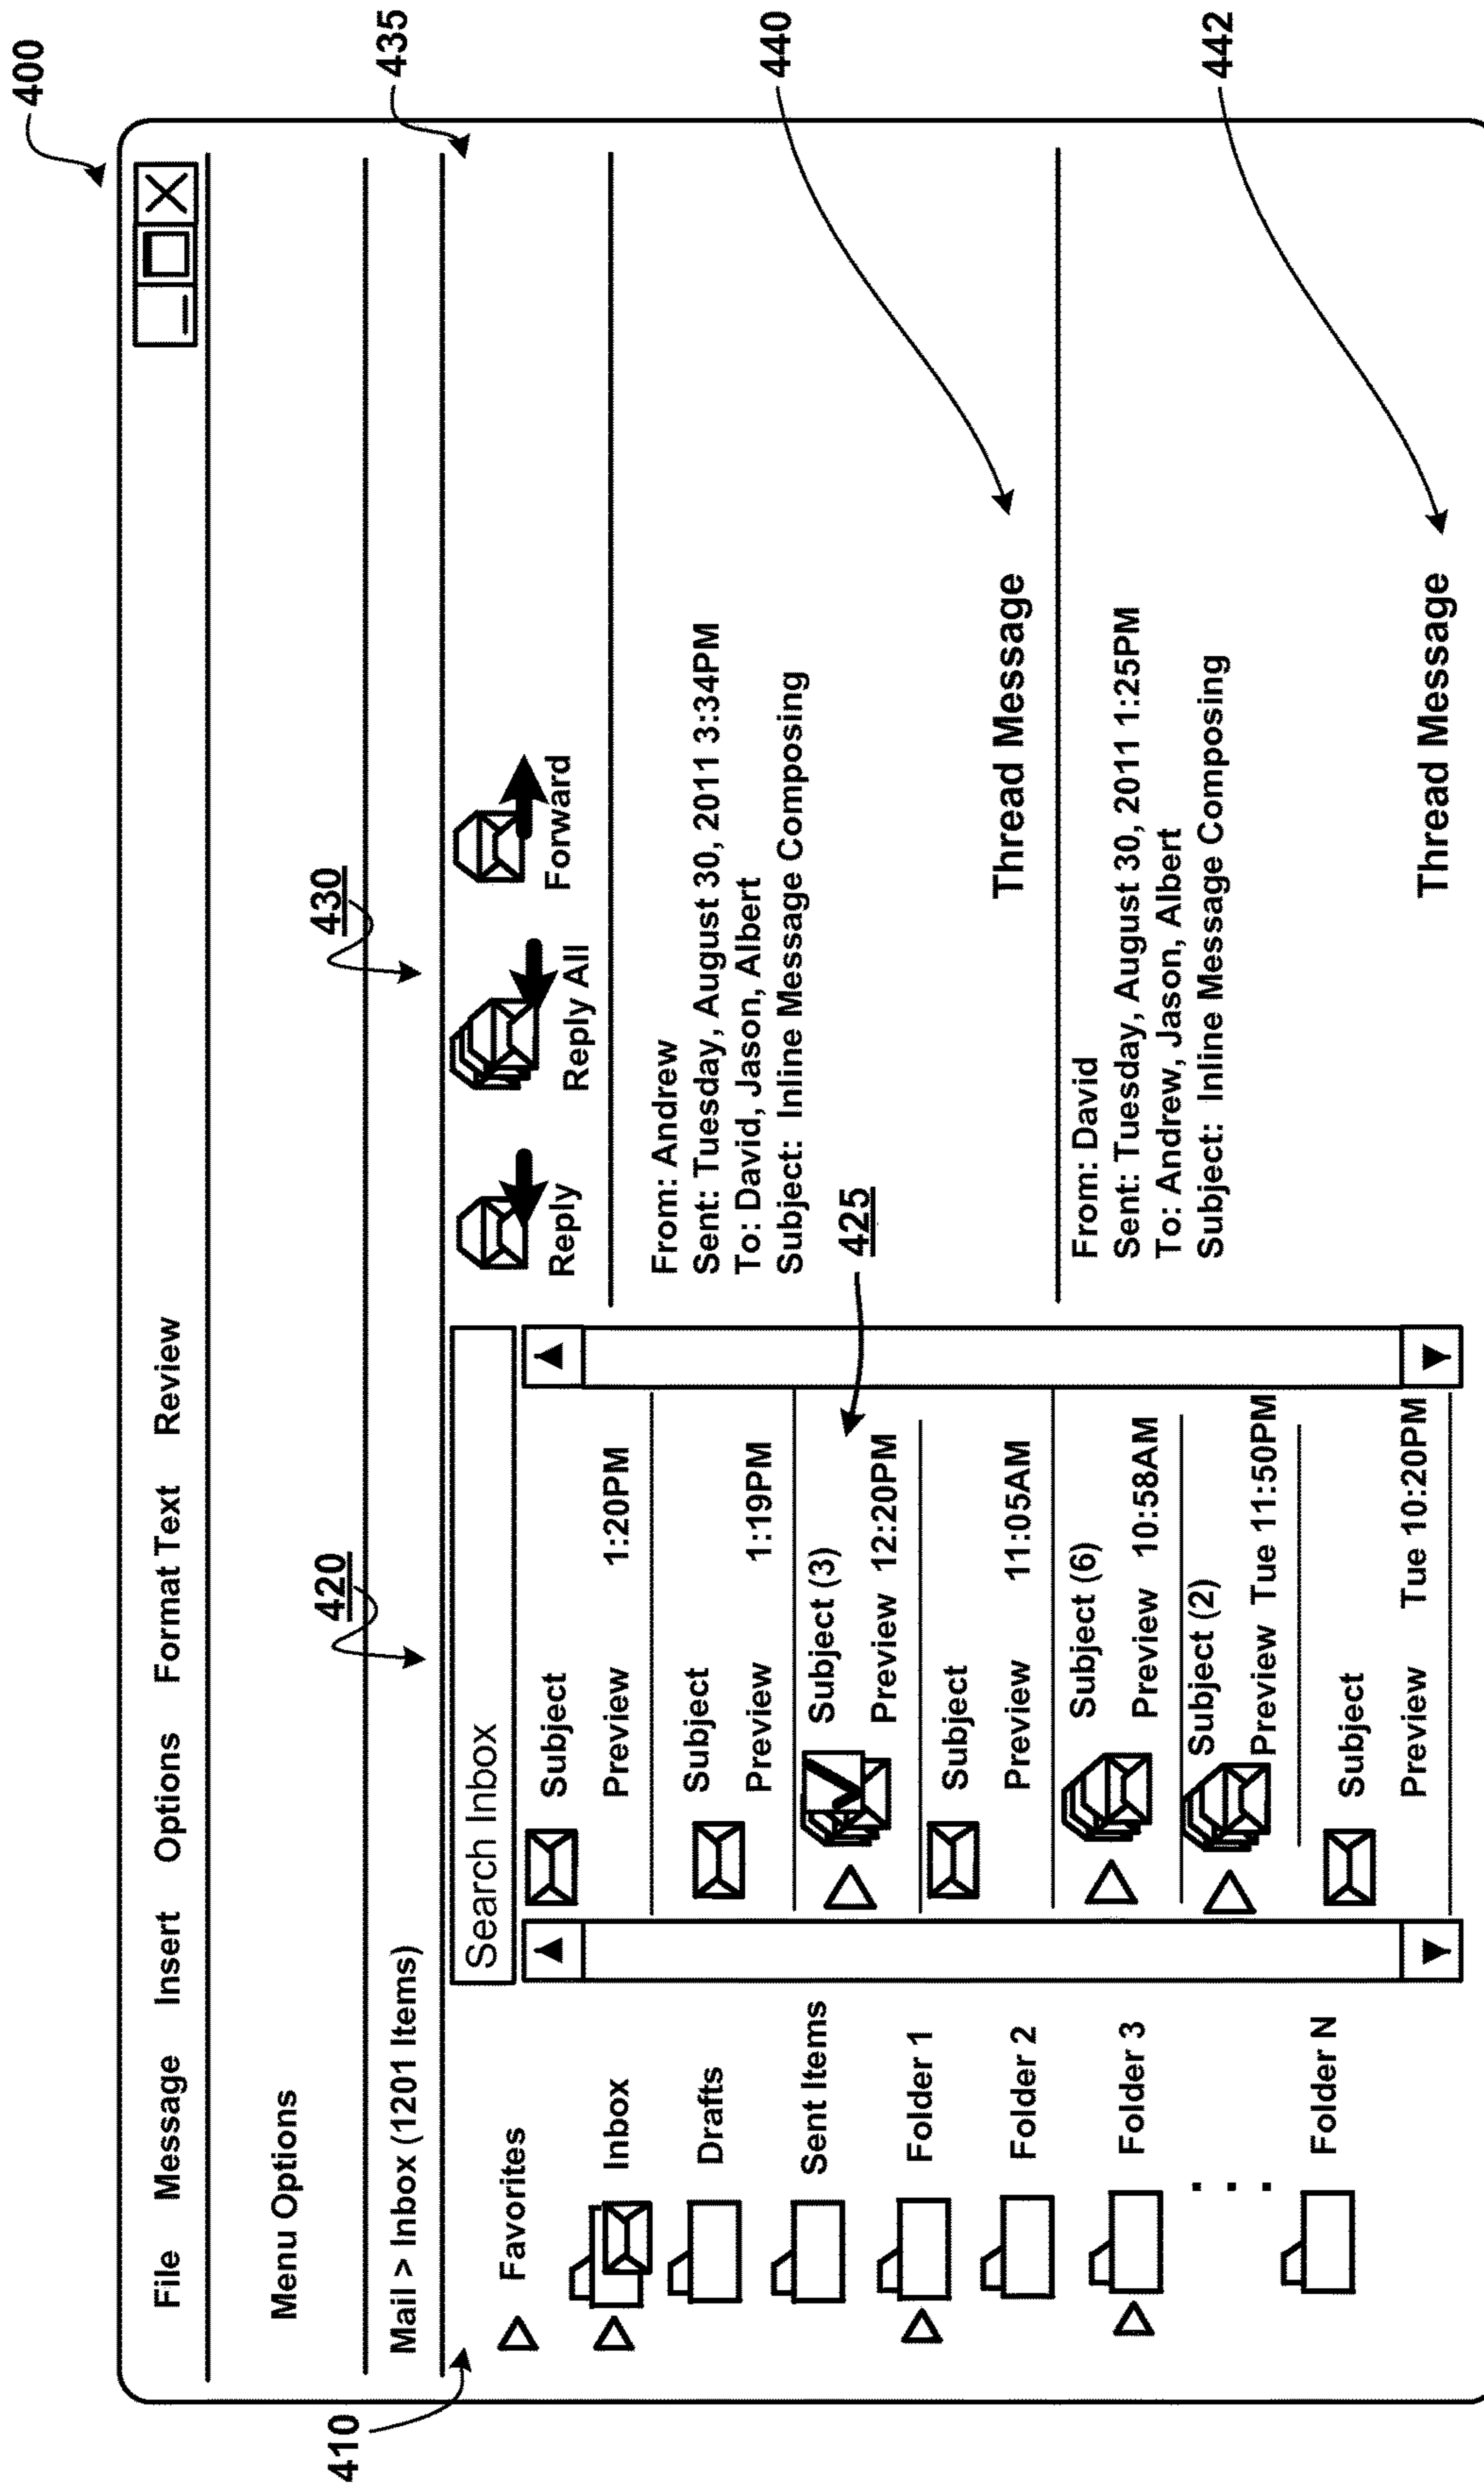 400
File Message Insert Options Format Text Review
Menu Options
420
430
Mail > Inbox (1201 Items)
410
435
Favorites
Inbox
Drafts
Sent Items
Folder 1
Folder 2
Folder 3
. . .
Folder N
Search Inbox
Subject
Preview 1:20PM
Subject
Preview 1:19PM
Subject (3)
Preview 12:20PM
425
Subject
Preview 11:05AM
Subject (6)
Preview 10:58AM
Subject (2)
Preview Tue 11:50PM
Subject
Preview Tue 10:20PM
Reply
Reply All
Forward
From: Andrew
Sent: Tuesday, August 30, 2011 3:34PM
To: David, Jason, Albert
Subject: Inline Message Composing
Thread Message
440
From: David
Sent: Tuesday, August 30, 2011 1:25PM
To: Andrew, Jason, Albert
Subject: Inline Message Composing
Thread Message
442